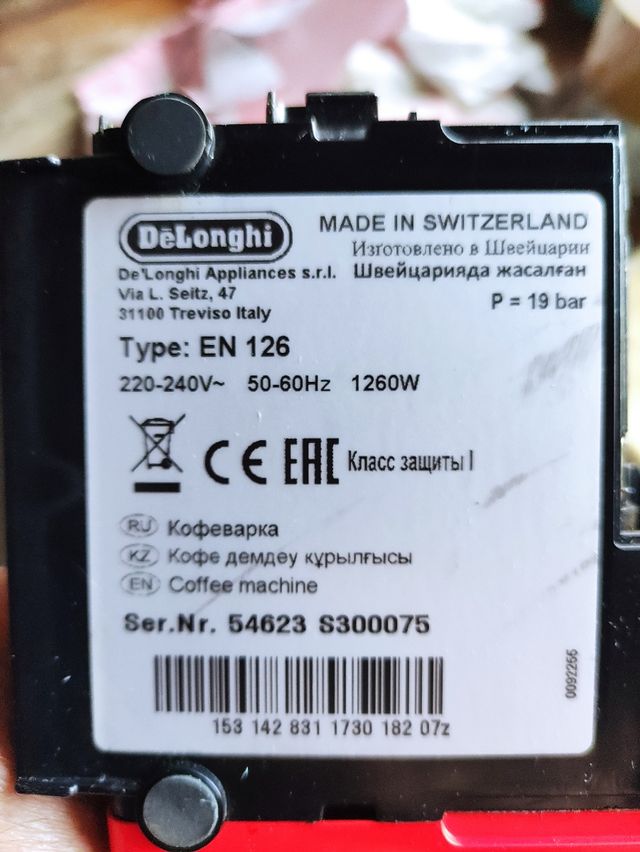 DeLonghi
MADE IN SWITZERLAND
Изготовлено в Швейцарии
De'Longhi Appliances s.r.l. Швейцарияда жасалған
Via L. Seitz, 47
31100 Treviso Italy
P = 19 bar
Type: EN 126
220-240V~ 50-60Hz 1260W
CE EAC Класс защиты I
RU Кофеварка
KZ Кофе демдеу құрылғысы
EN Coffee machine
Ser.Nr. 54623 S300075
153 142 831 1730 182 07z
0092266